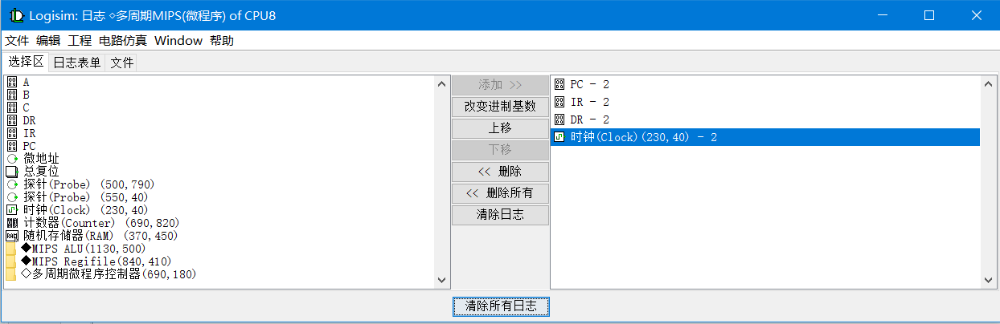 Logisim: 日志 ◇多周期MIPS(微程序) of CPU8
文件 编辑 工程 电路仿真 Window 帮助
选择区 日志表单 文件
A
B
C
DR
IR
PC
微地址
总复位
探针(Probe) (500,790)
探针(Probe) (550,40)
时钟(Clock) (230,40)
计数器(Counter) (690,820)
随机存储器(RAM) (370,450)
◆MIPS ALU(1130,500)
◆MIPS Regifile(840,410)
◇多周期微程序控制器(690,180)
添加 >>
改变进制基数
上移
下移
<< 删除
<< 删除所有
清除日志
PC - 2
IR - 2
DR - 2
时钟(Clock)(230,40) - 2
清除所有日志